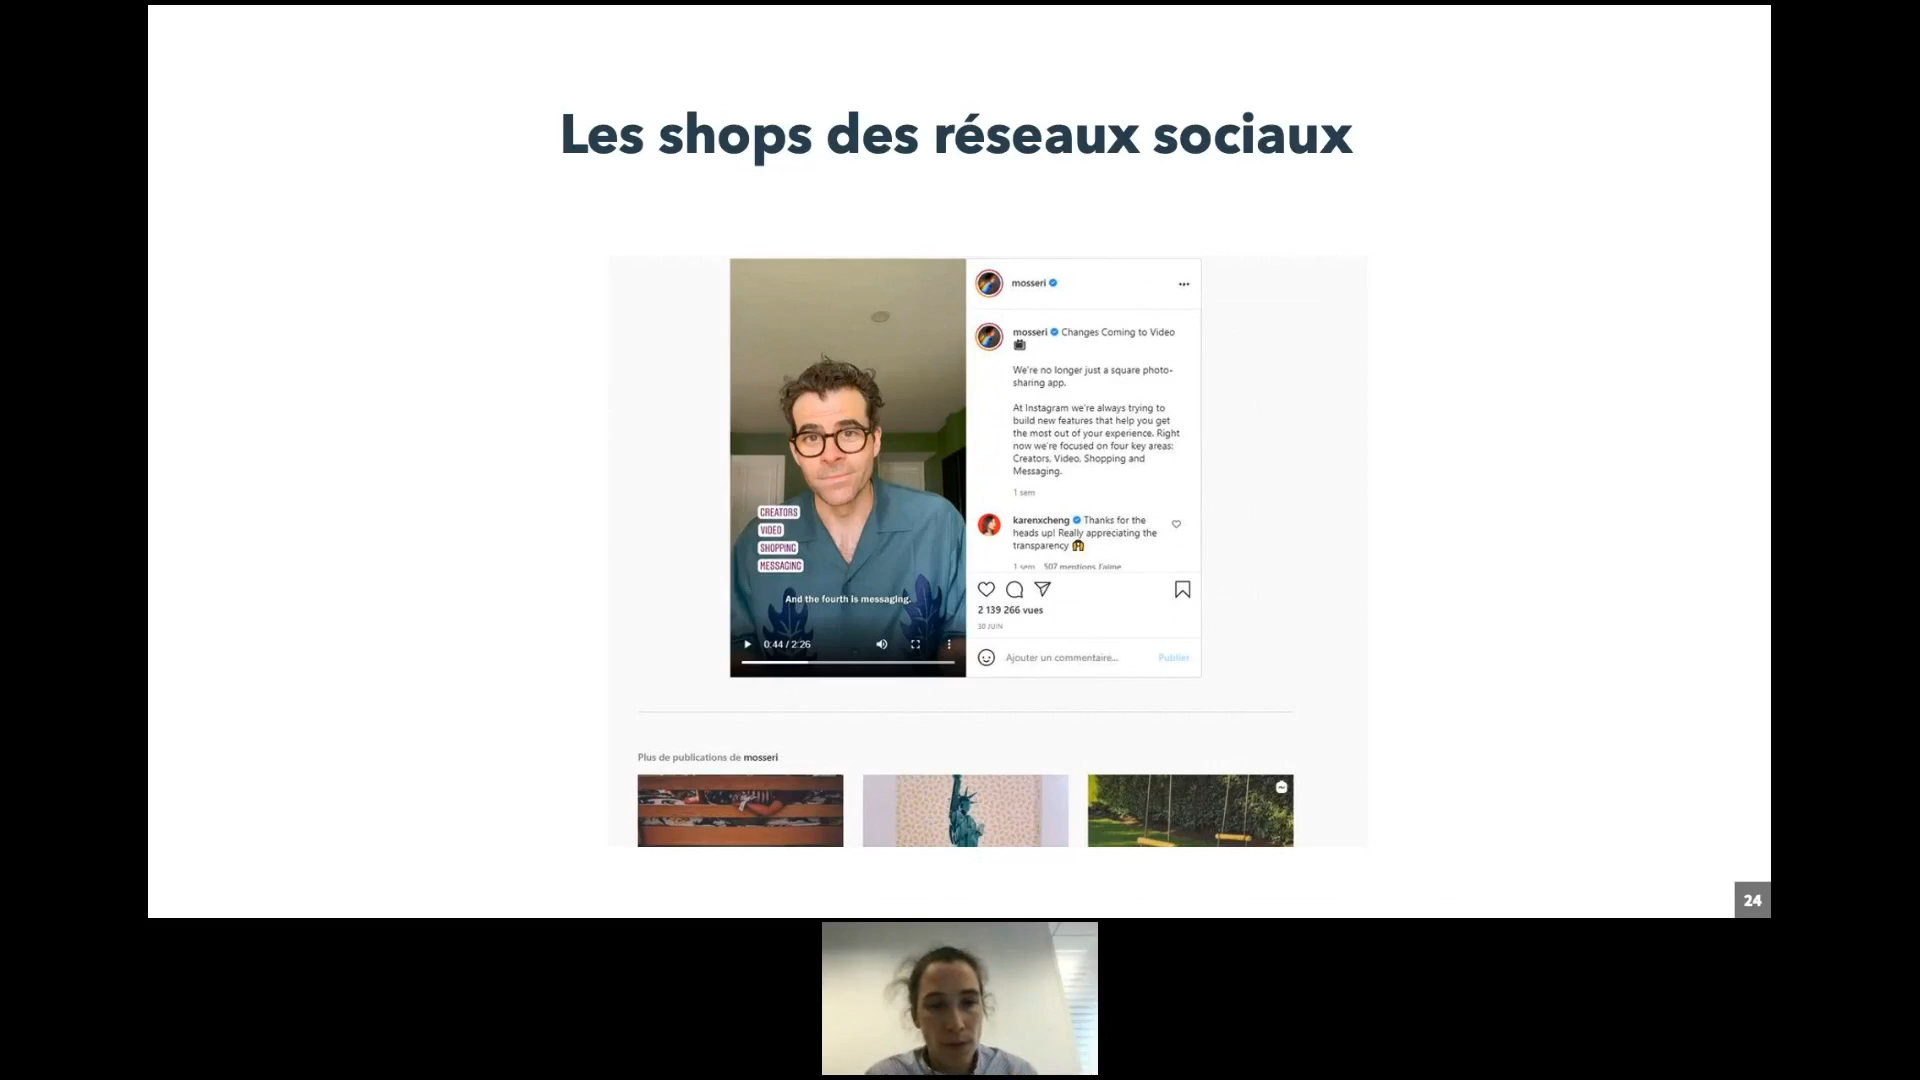 Les shops des réseaux sociaux
mosseri
mosseri Changes Coming to Video
We're no longer just a square photo-
sharing app.
At Instagram we're always trying to
build new features that help you get
the most out of your experience. Right
now we're focused on four key areas:
Creators, Video, Shopping and
Messaging.
1 sem
karenxcheng Thanks for the
heads up! Really appreciating the
transparency
1 sem 507 mentions J'aime
CREATORS
VIDEO
SHOPPING
MESSAGING
And the fourth is messaging.
0:44 / 2:26
2 139 266 vues
30 JUIN
Ajouter un commentaire...
Publier
Plus de publications de mosseri
24